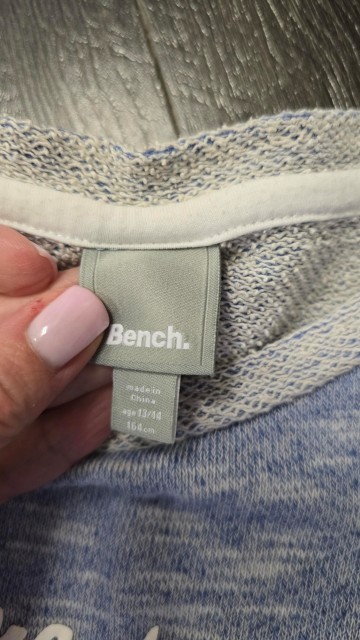 Bench.
made in
China
age 13/14
164 cm